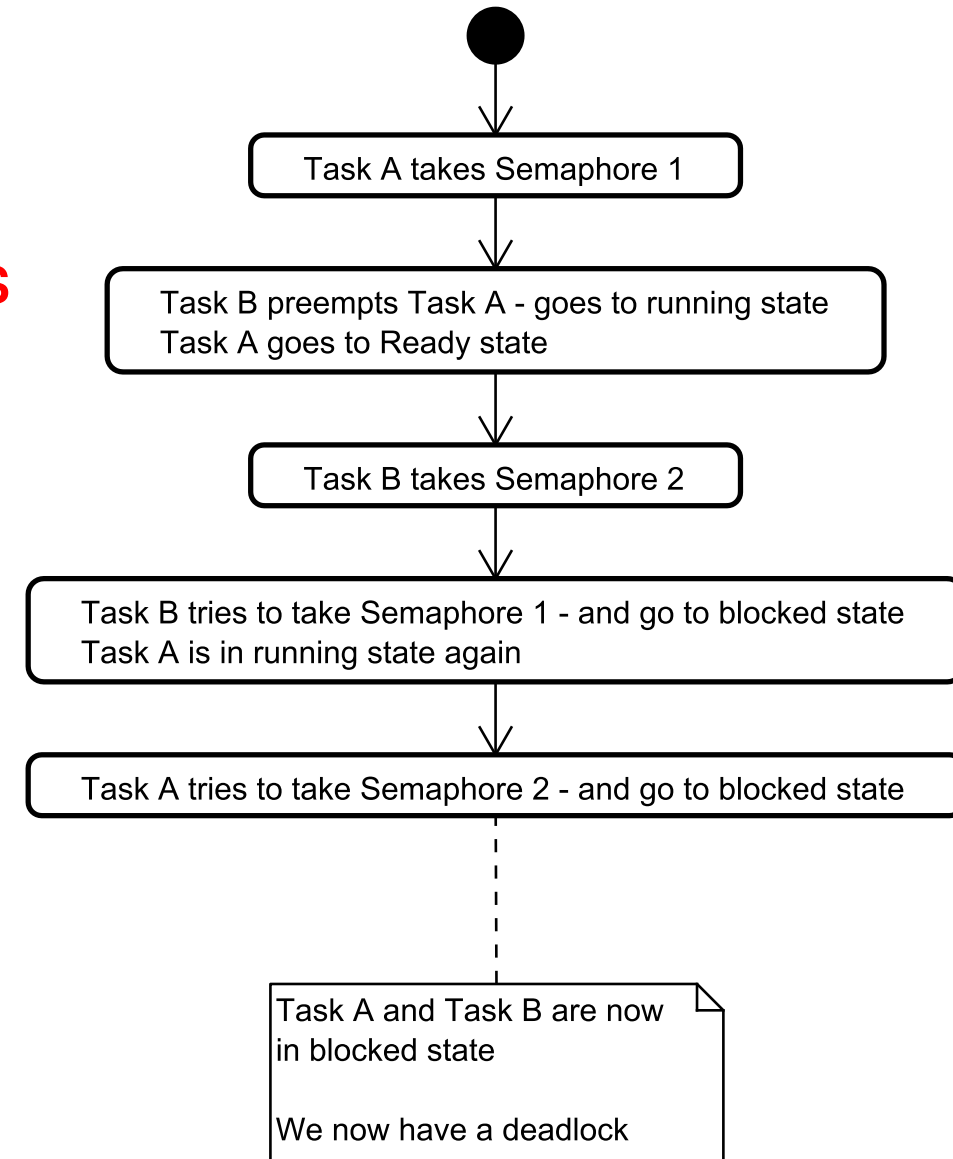 Task A takes Semaphore 1
Task B preempts Task A - goes to running state
Task A goes to Ready state
Task B takes Semaphore 2
Task B tries to take Semaphore 1 - and go to blocked state
Task A is in running state again
Task A tries to take Semaphore 2 - and go to blocked state
Task A and Task B are now
in blocked state
We now have a deadlock